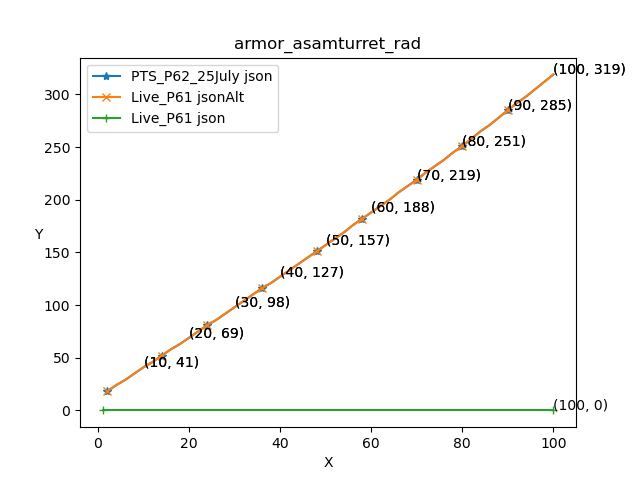 armor_asamturret_rad
PTS_P62_25July json
Live_P61 jsonAlt
Live_P61 json
(100, 319)
(90, 285)
(80, 251)
(70, 219)
(60, 188)
(50, 157)
(40, 127)
(30, 98)
(20, 69)
(10, 41)
(100, 0)
Y
300
250
200
150
100
50
0
0 20 40 60 80 100
X